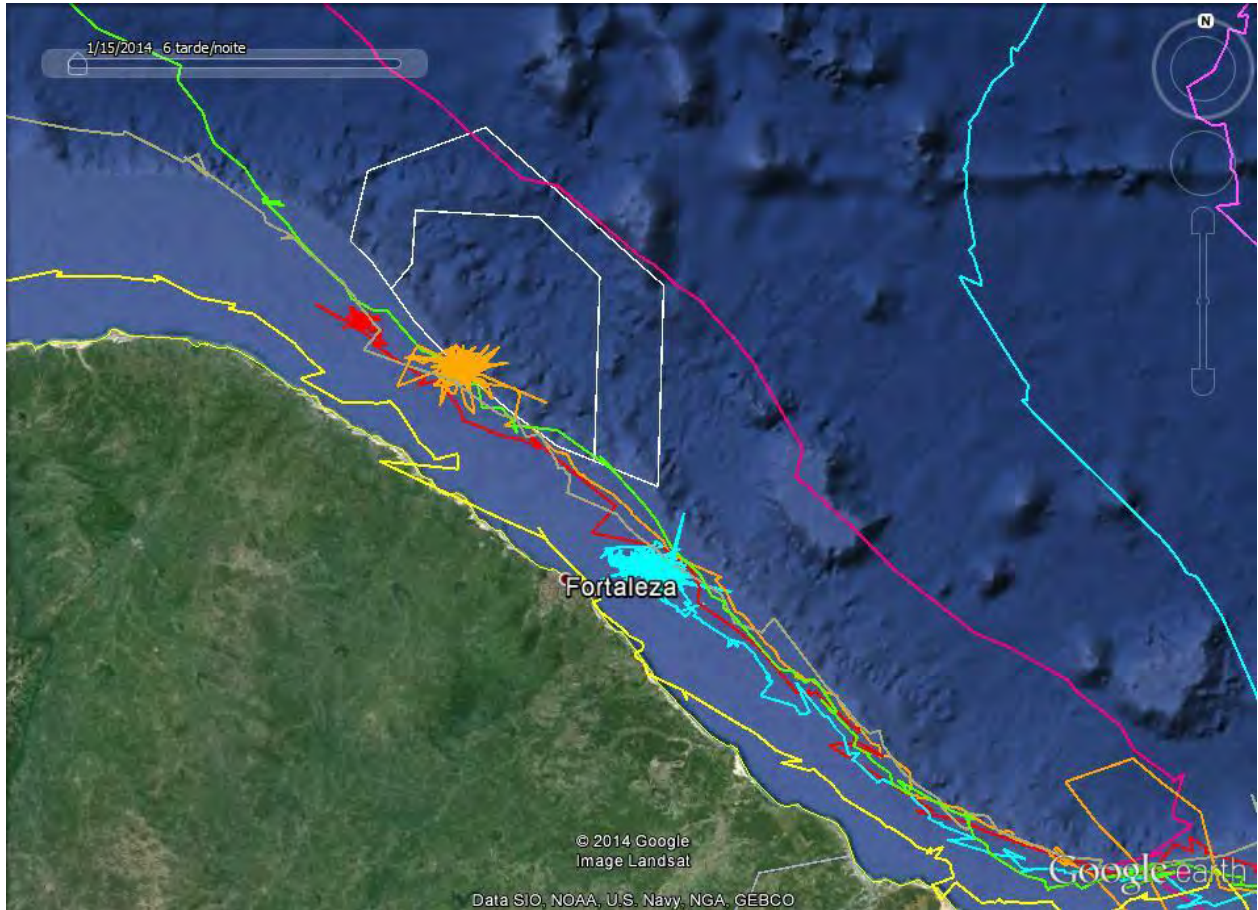 N
1/15/2014 6 tarde/noite
Fortaleza
© 2014 Google
Image Landsat
Google earth
Data SIO, NOAA, U.S. Navy, NGA, GEBCO